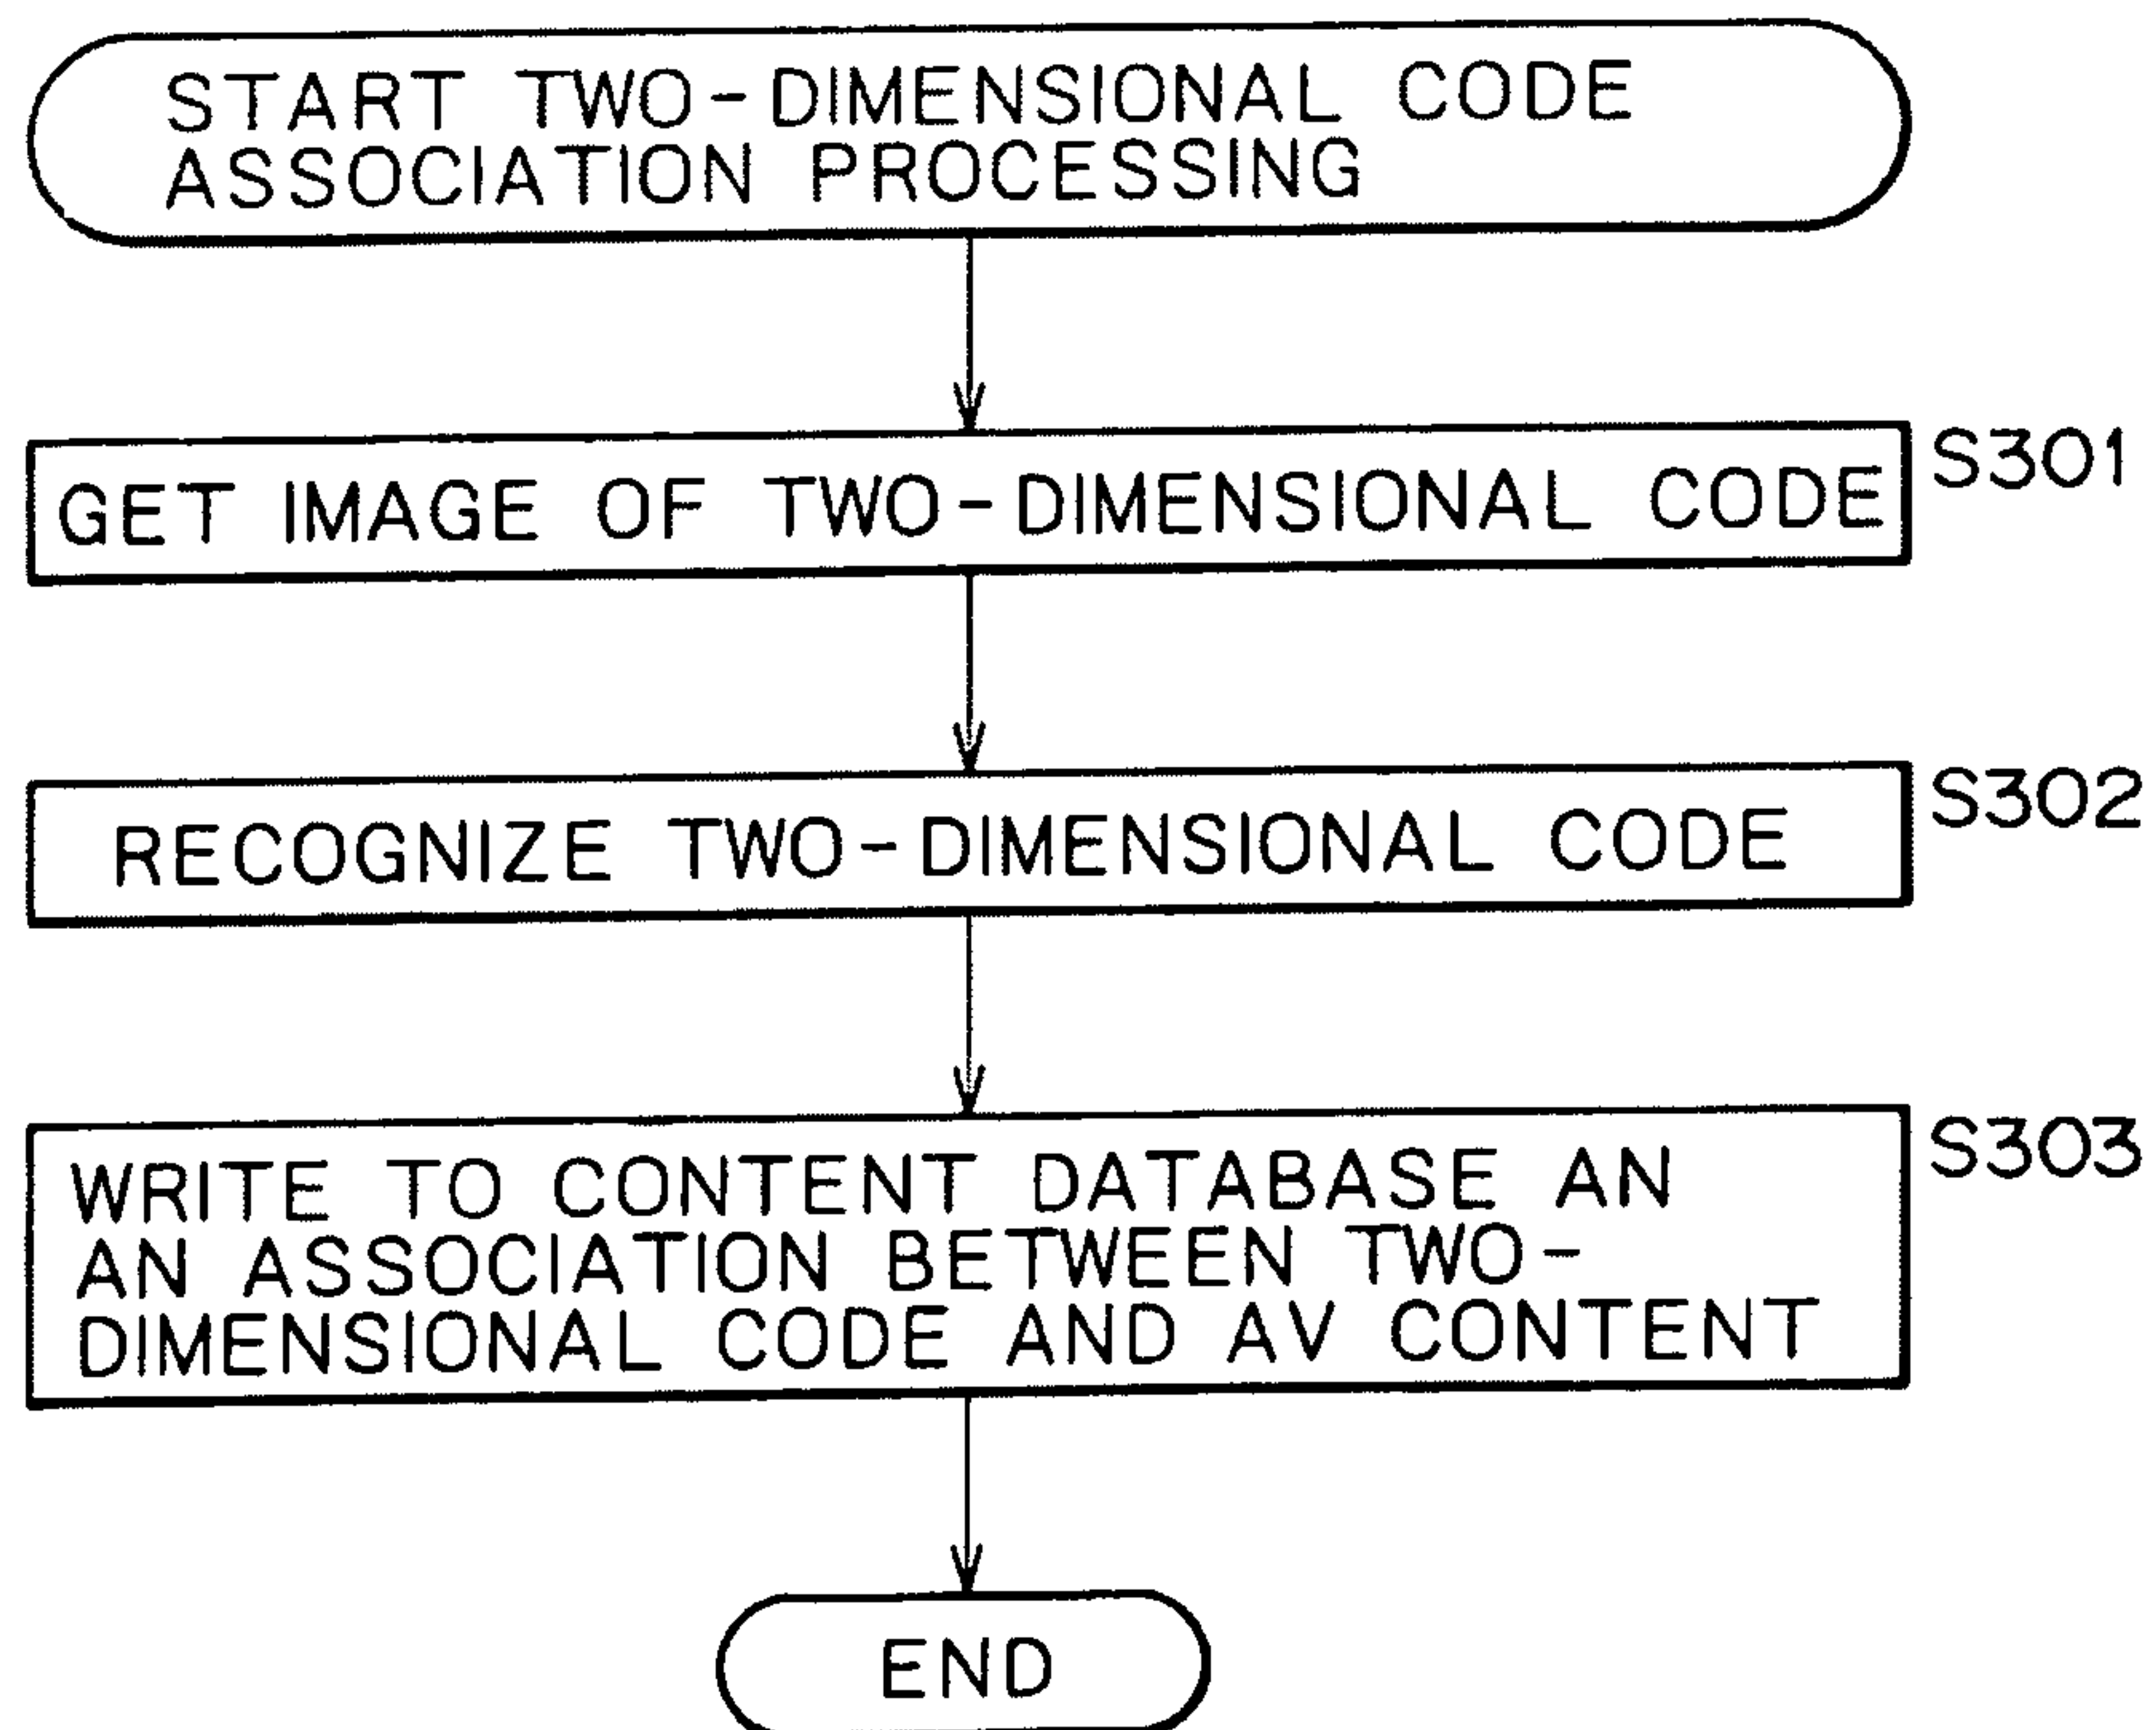 START TWO-DIMENSIONAL CODE
ASSOCIATION PROCESSING
GET IMAGE OF TWO-DIMENSIONAL CODE
S301
RECOGNIZE TWO-DIMENSIONAL CODE
S302
WRITE TO CONTENT DATABASE AN
AN ASSOCIATION BETWEEN TWO-
DIMENSIONAL CODE AND AV CONTENT
S303
END